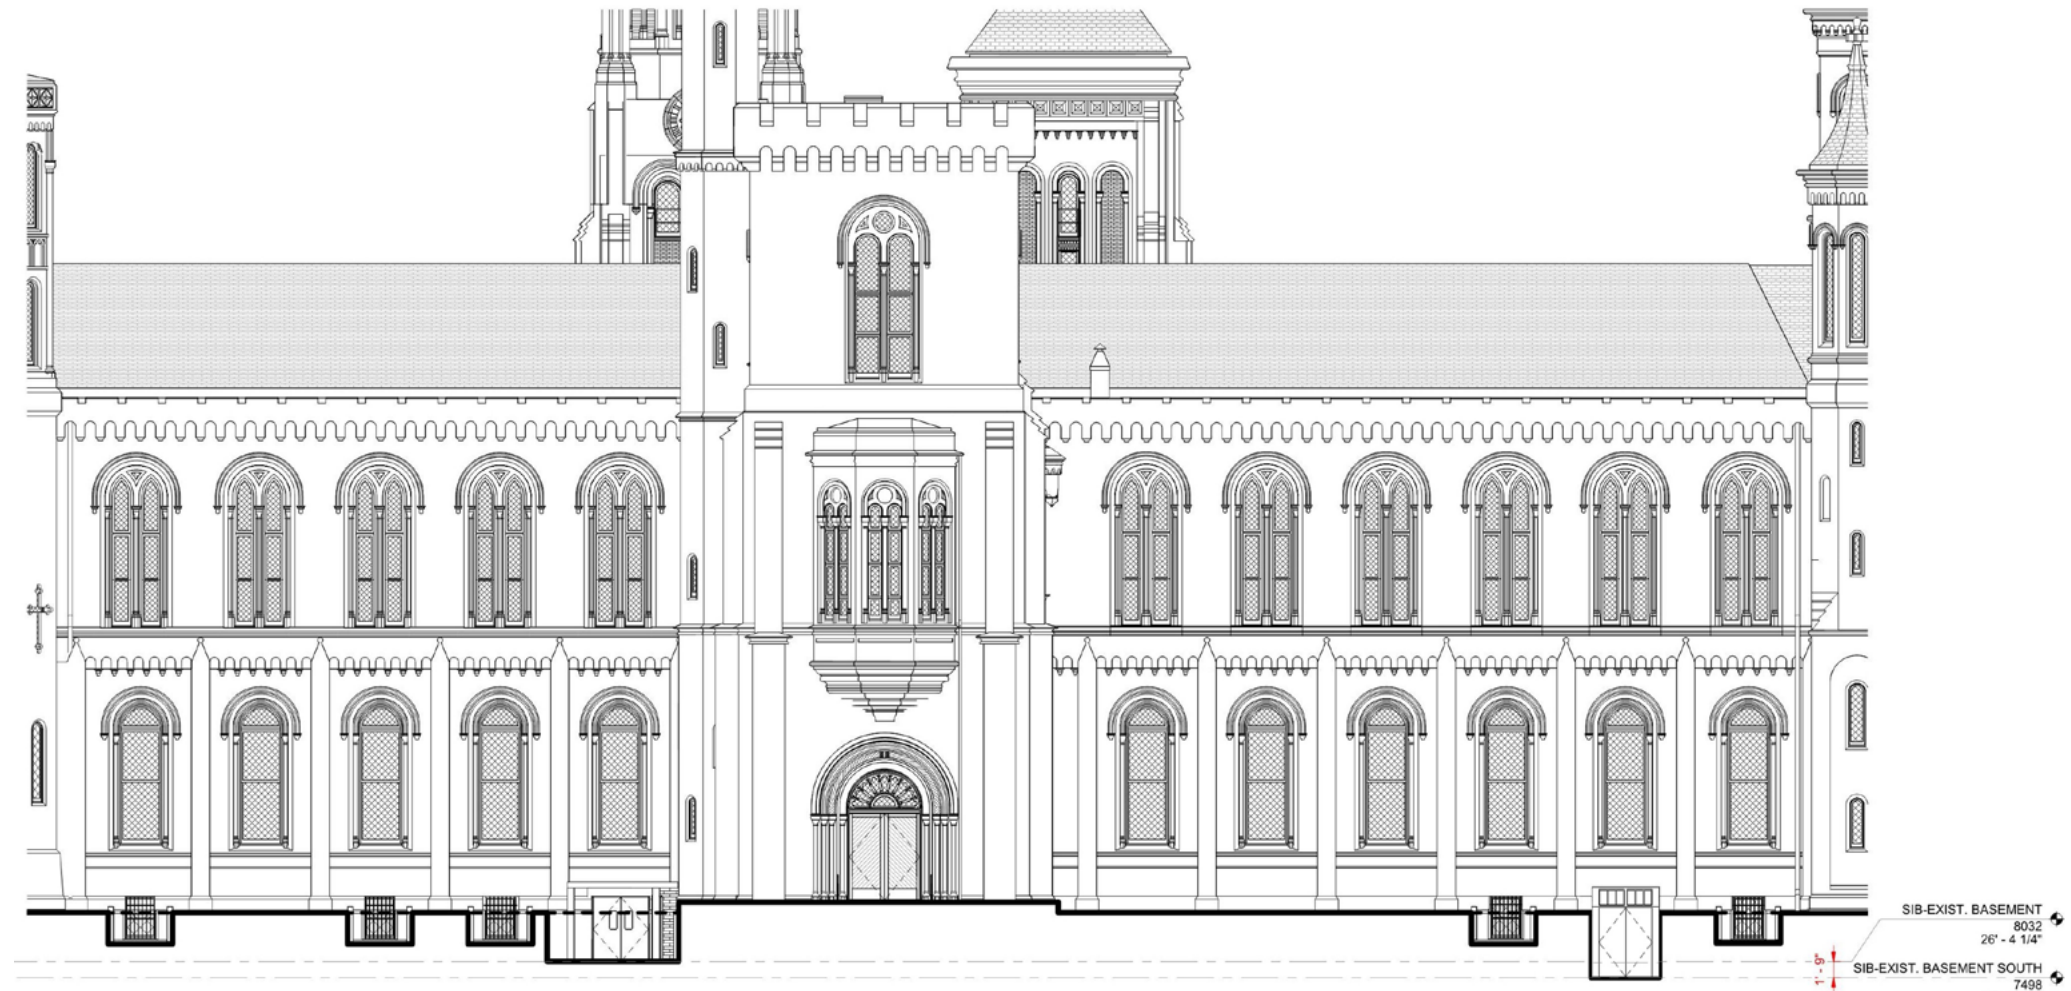 SIB-EXIST. BASEMENT
8032
26' - 4 1/4"
1' - 9"
SIB-EXIST. BASEMENT SOUTH
7498